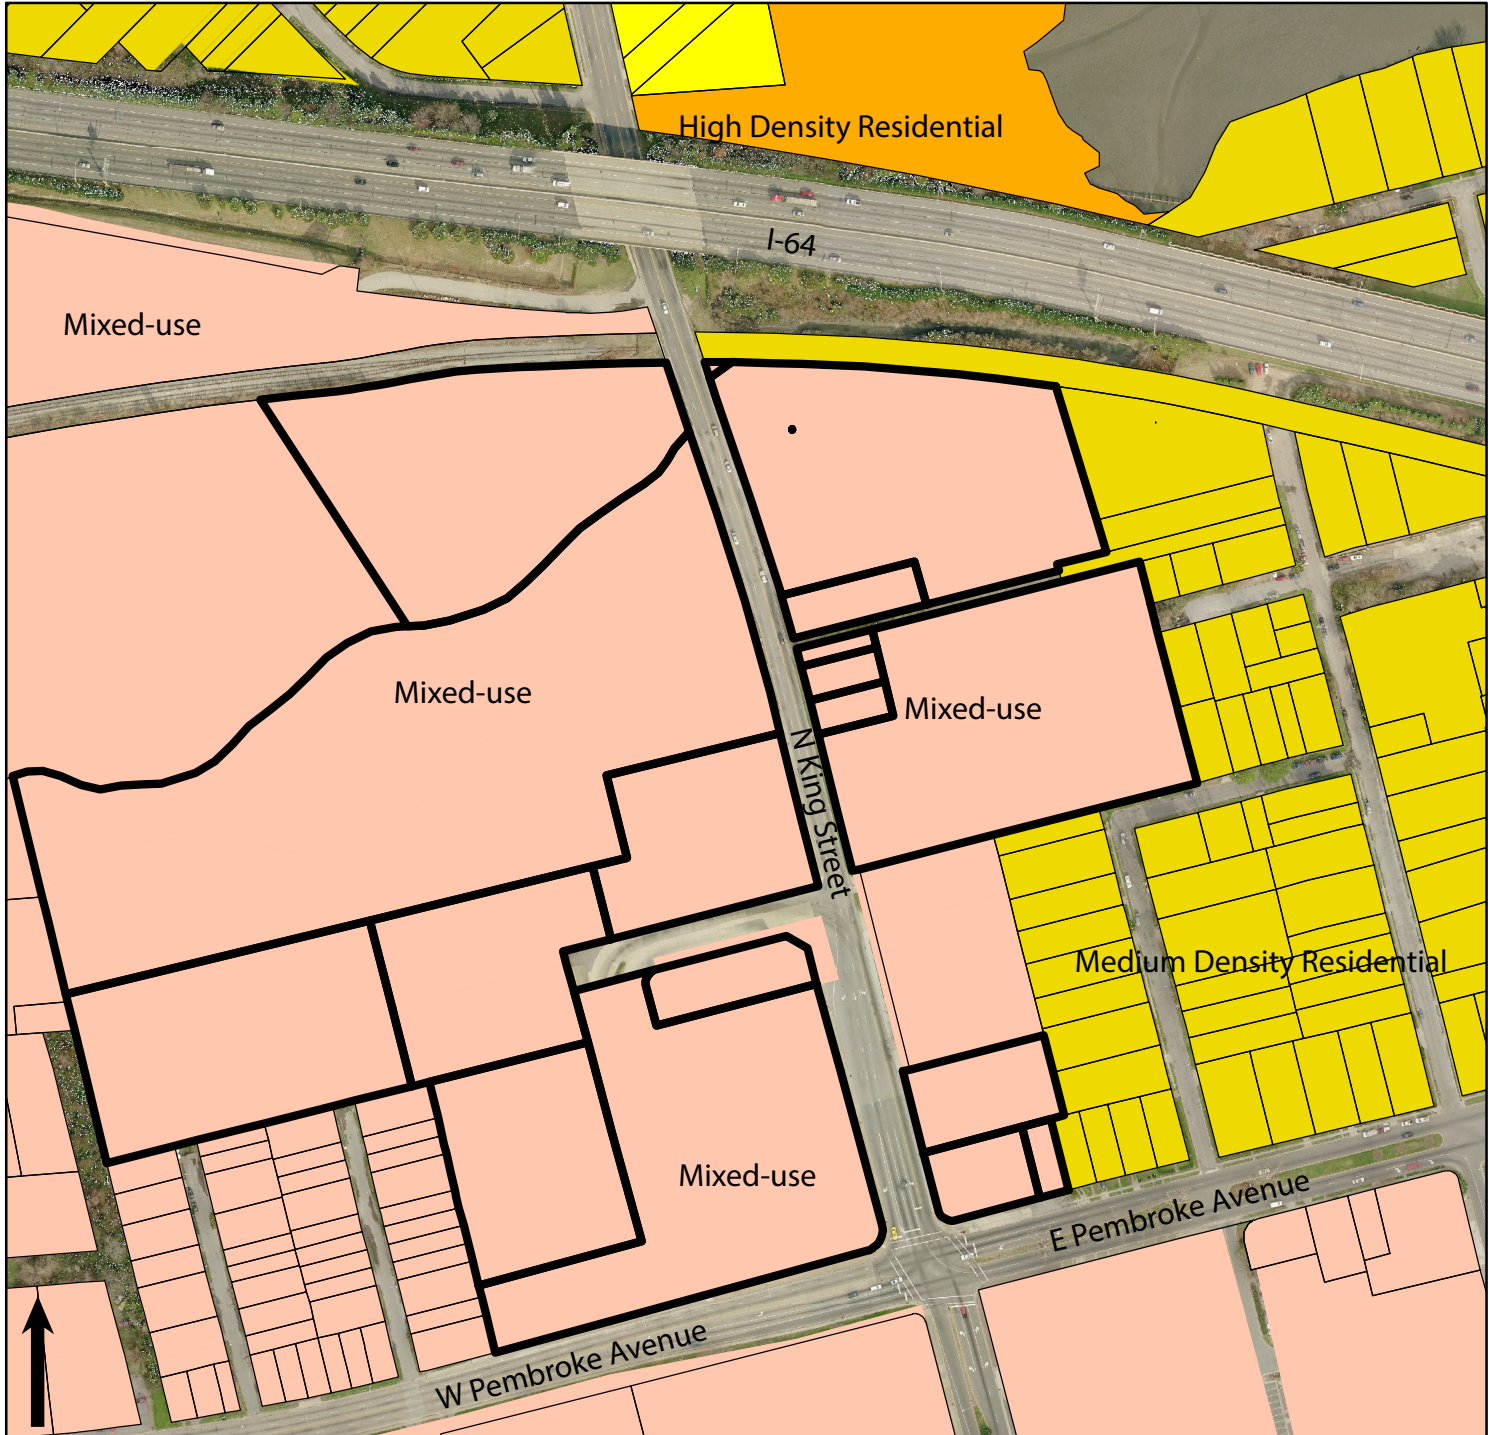 High Density Residential
I-64
Mixed-use
Mixed-use
Mixed-use
N King Street
Medium Density Residential
Mixed-use
E Pembroke Avenue
W Pembroke Avenue